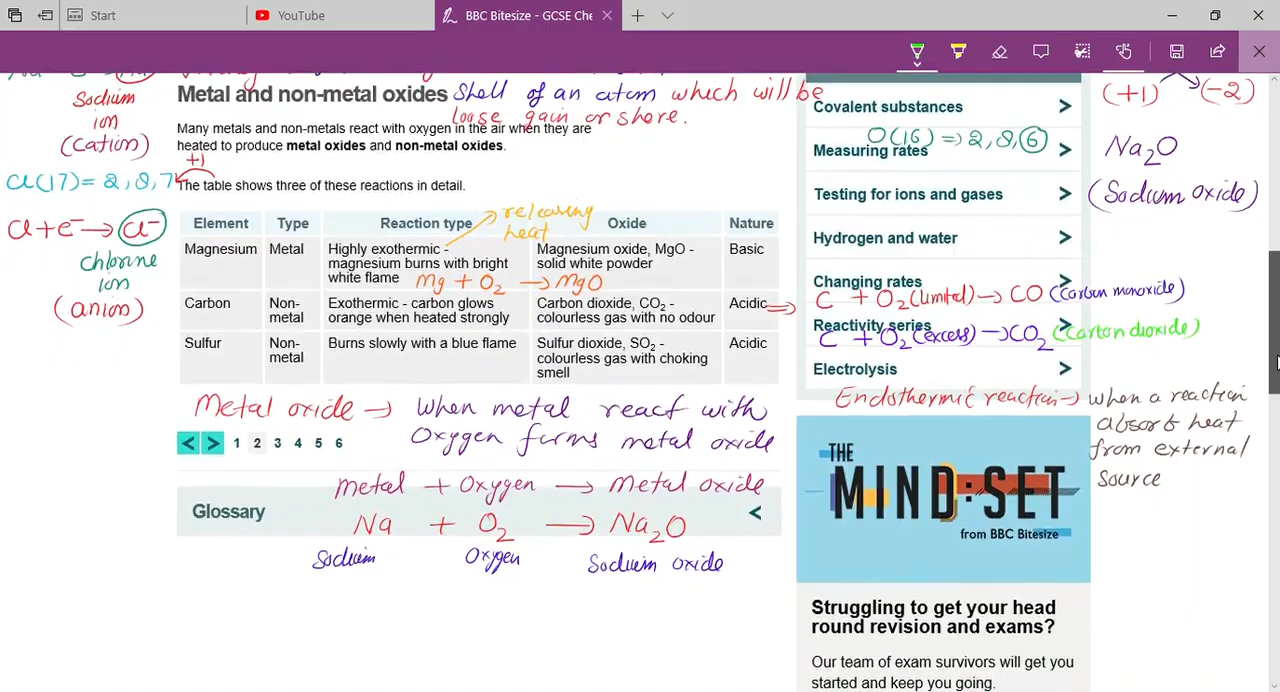 Start
YouTube
BBC Bitesize - GCSE Che
Sodium
ion
(cation)
Cl(17)=2,8,7
+1
Cl+e⁻→Cl⁻
Chlorine
ion
(anion)
Metal and non-metal oxides
Shell of an atom which will be
loose gain or share.
Many metals and non-metals react with oxygen in the air when they are
heated to produce metal oxides and non-metal oxides.
The table shows three of these reactions in detail.
Element Type Reaction type Oxide Nature
releasing
heat
Magnesium Metal Highly exothermic - magnesium burns with bright white flame Magnesium oxide, MgO - solid white powder Basic
Mg + O₂ → MgO
Carbon Non-metal Exothermic - carbon glows orange when heated strongly Carbon dioxide, CO₂ - colourless gas with no odour Acidic
Sulfur Non-metal Burns slowly with a blue flame Sulfur dioxide, SO₂ - colourless gas with choking smell Acidic
Metal oxide → When metal react with
Oxygen forms metal oxide
< > 1 2 3 4 5 6
Metal + Oxygen → Metal oxide
Glossary
Na + O₂ → Na₂O
Sodium Oxygen Sodium oxide
Covalent substances
O(16) => 2,8,6
Measuring rates
Testing for ions and gases
Hydrogen and water
Changing rates
C + O₂(limited) → CO (Carbon monoxide)
Reactivity series
C + O₂(excess) → CO₂ (Carbon dioxide)
Electrolysis
(+1) (-2)
Na₂O
(Sodium oxide)
Endothermic reaction → when a reaction
absorb heat
from external
source
THE
MIND:SET
from BBC Bitesize
Struggling to get your head
round revision and exams?
Our team of exam survivors will get you
started and keep you going.